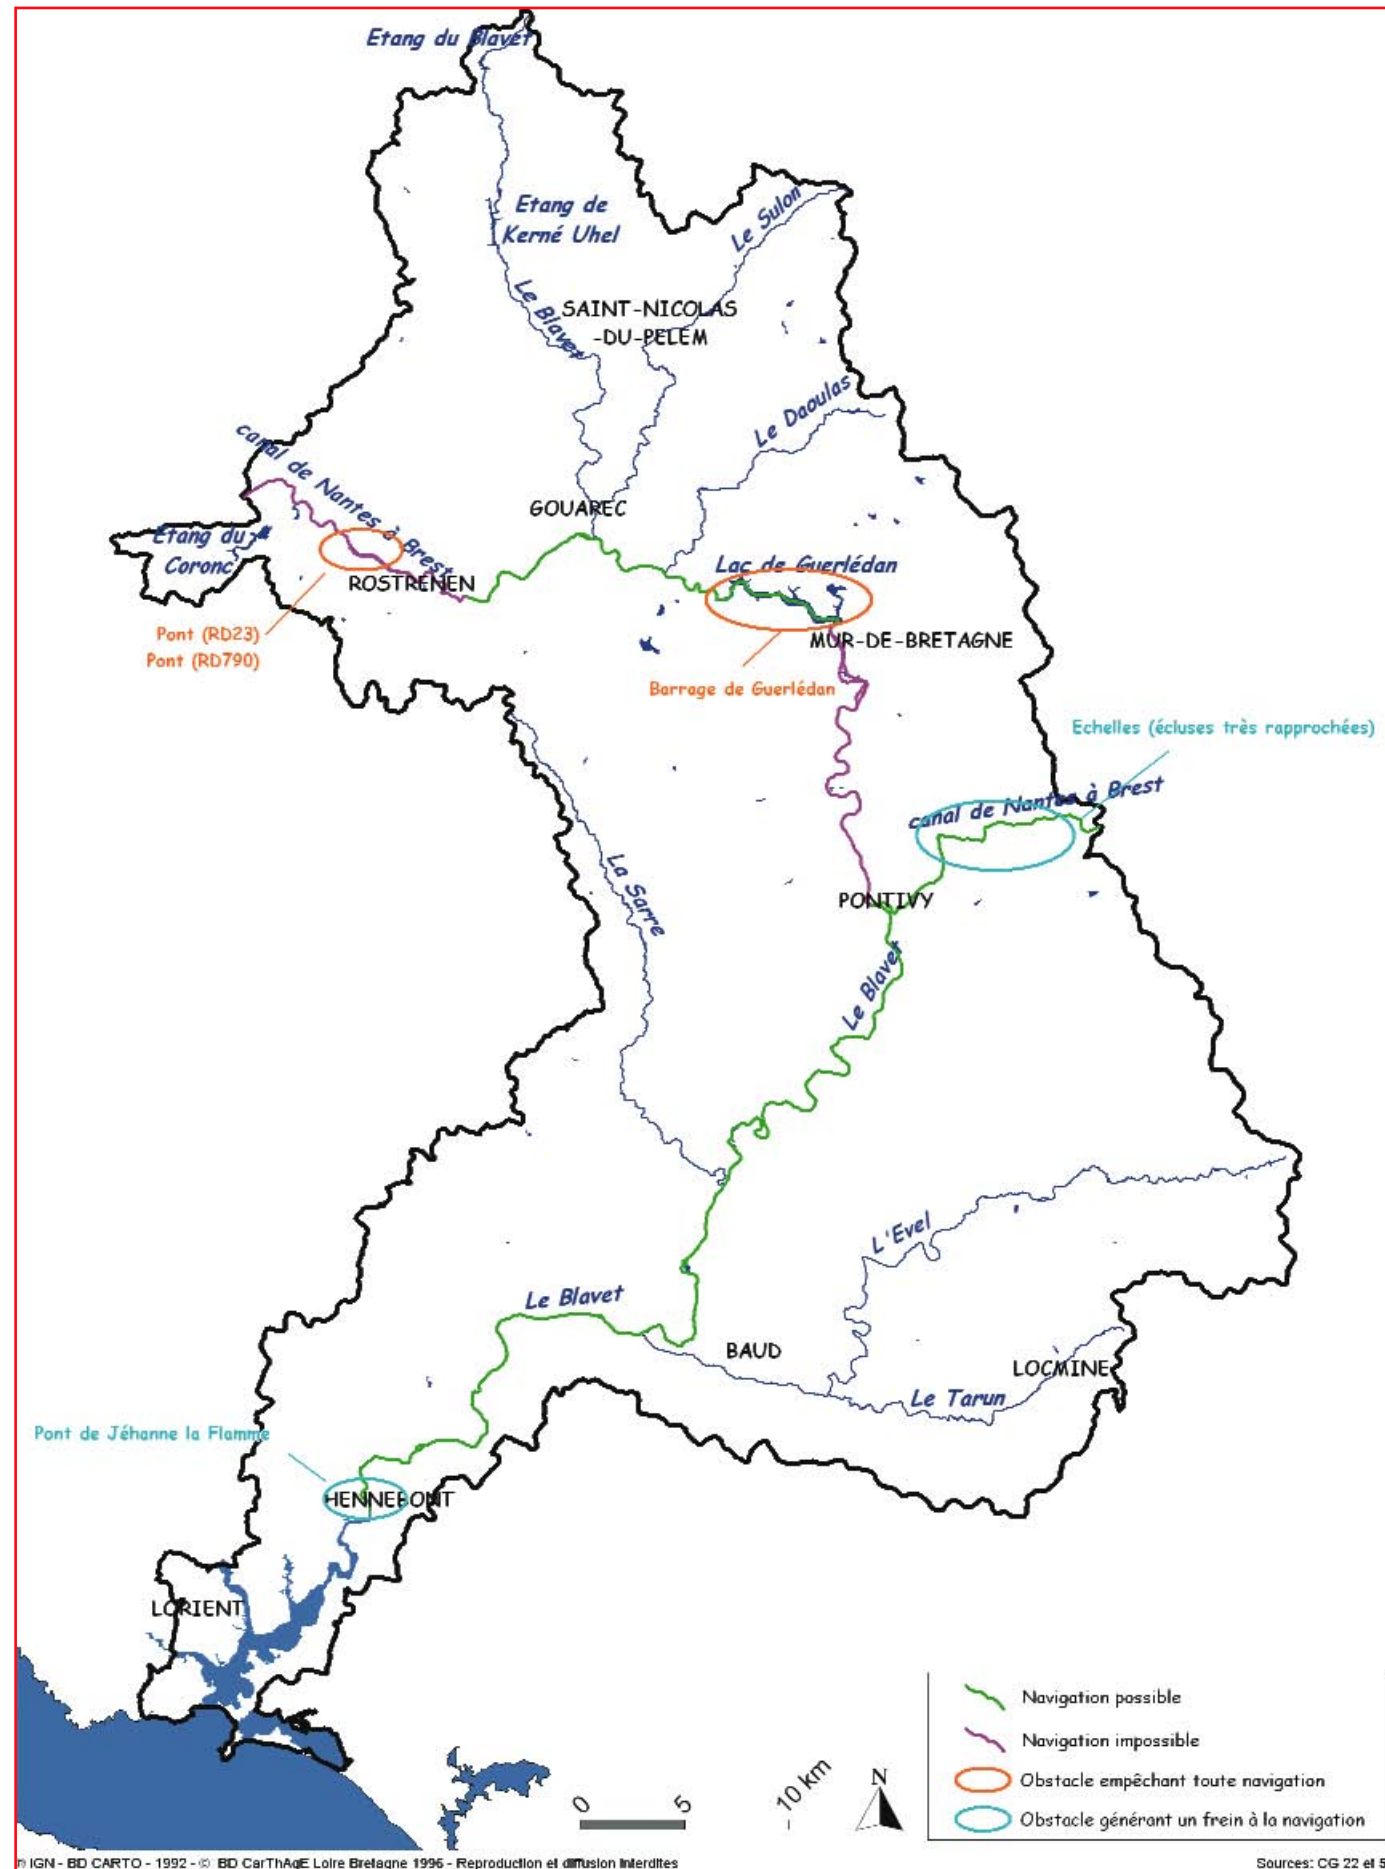 Etang du Blavet
Etang de
Kerné Uhel
Le Sulon
Le Blavet
SAINT-NICOLAS
-DU-PELEM
Le Daoulas
canal de Nantes à Brest
GOUAREC
Etang du
Coronc
ROSTRENEN
Lac de Guerlédan
Pont (RD23)
Pont (RD790)
MUR-DE-BRETAGNE
Barrage de Guerlédan
Echelles (écluses très rapprochées)
canal de Nantes à Brest
La Sarre
PONTIVY
Le Blavet
L'Evel
Le Blavet
BAUD
LOCMINE
Le Tarun
Pont de Jéhanne la Flamme
HENNEBONT
LORIENT
Navigation possible
Navigation impossible
Obstacle empêchant toute navigation
Obstacle générant un frein à la navigation
0 5 10 km
N
IGN - BD CARTO - 1992 - © BD CarThAgE Loire Bretagne 1996 - Reproduction et diffusion interdites
Sources: CG 22 et 5